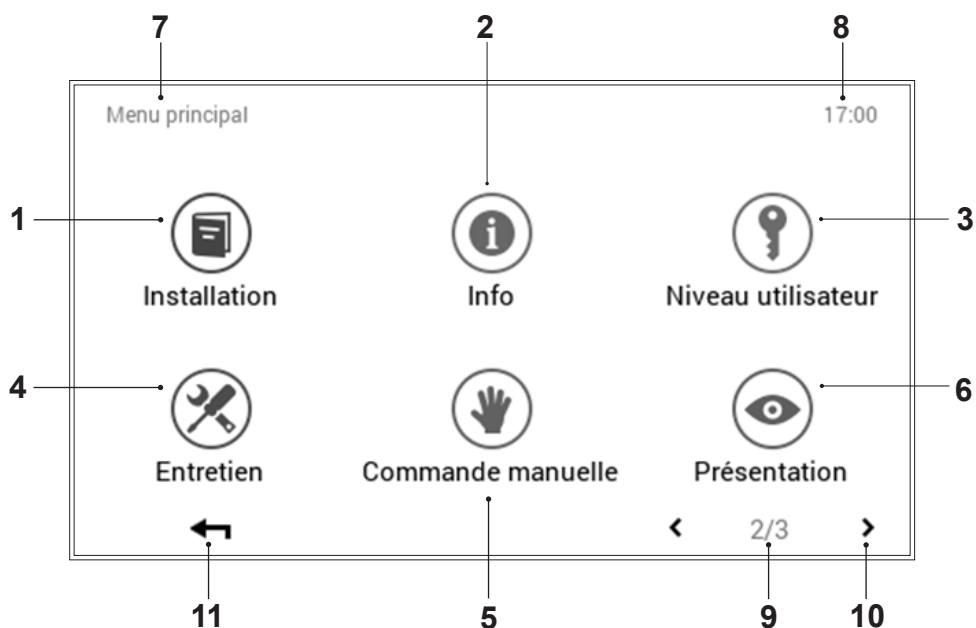 7 2 8
Menu principal 17:00
1 3
Installation Info Niveau utilisateur
4 6
Entretien Commande manuelle Présentation
2/3
11 5 9 10